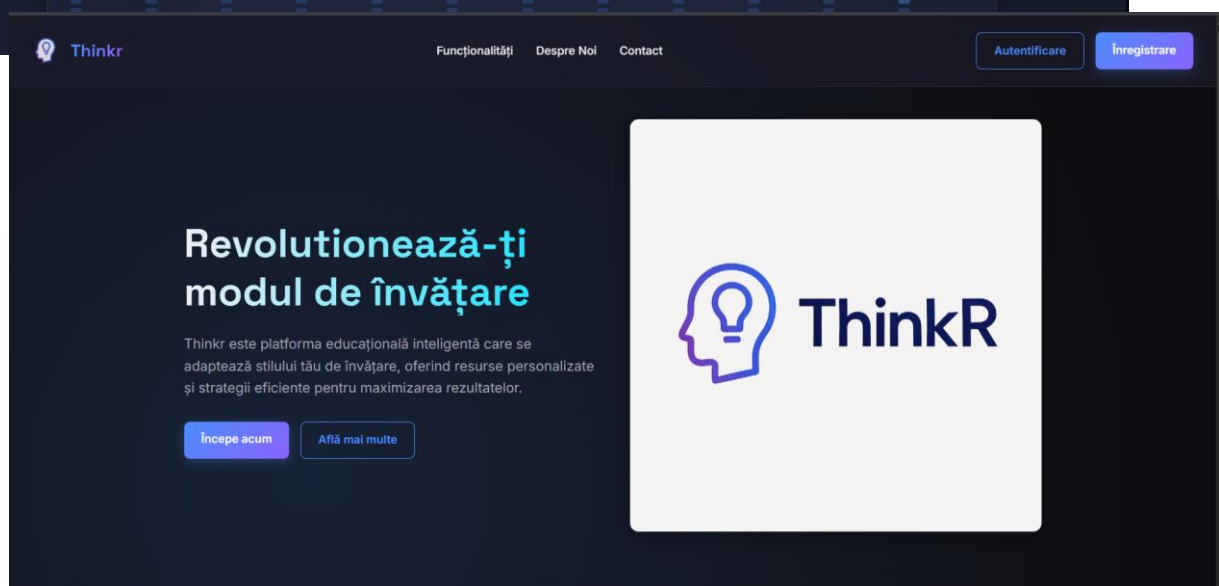 Thinkr
Funcționalități
Despre Noi
Contact
Autentificare
Înregistrare
Revolutionează-ți
modul de învățare
Thinkr este platforma educațională inteligentă care se
adaptează stilului tău de învățare, oferind resurse personalizate
și strategii eficiente pentru maximizarea rezultatelor.
Începe acum
Află mai multe
ThinkR